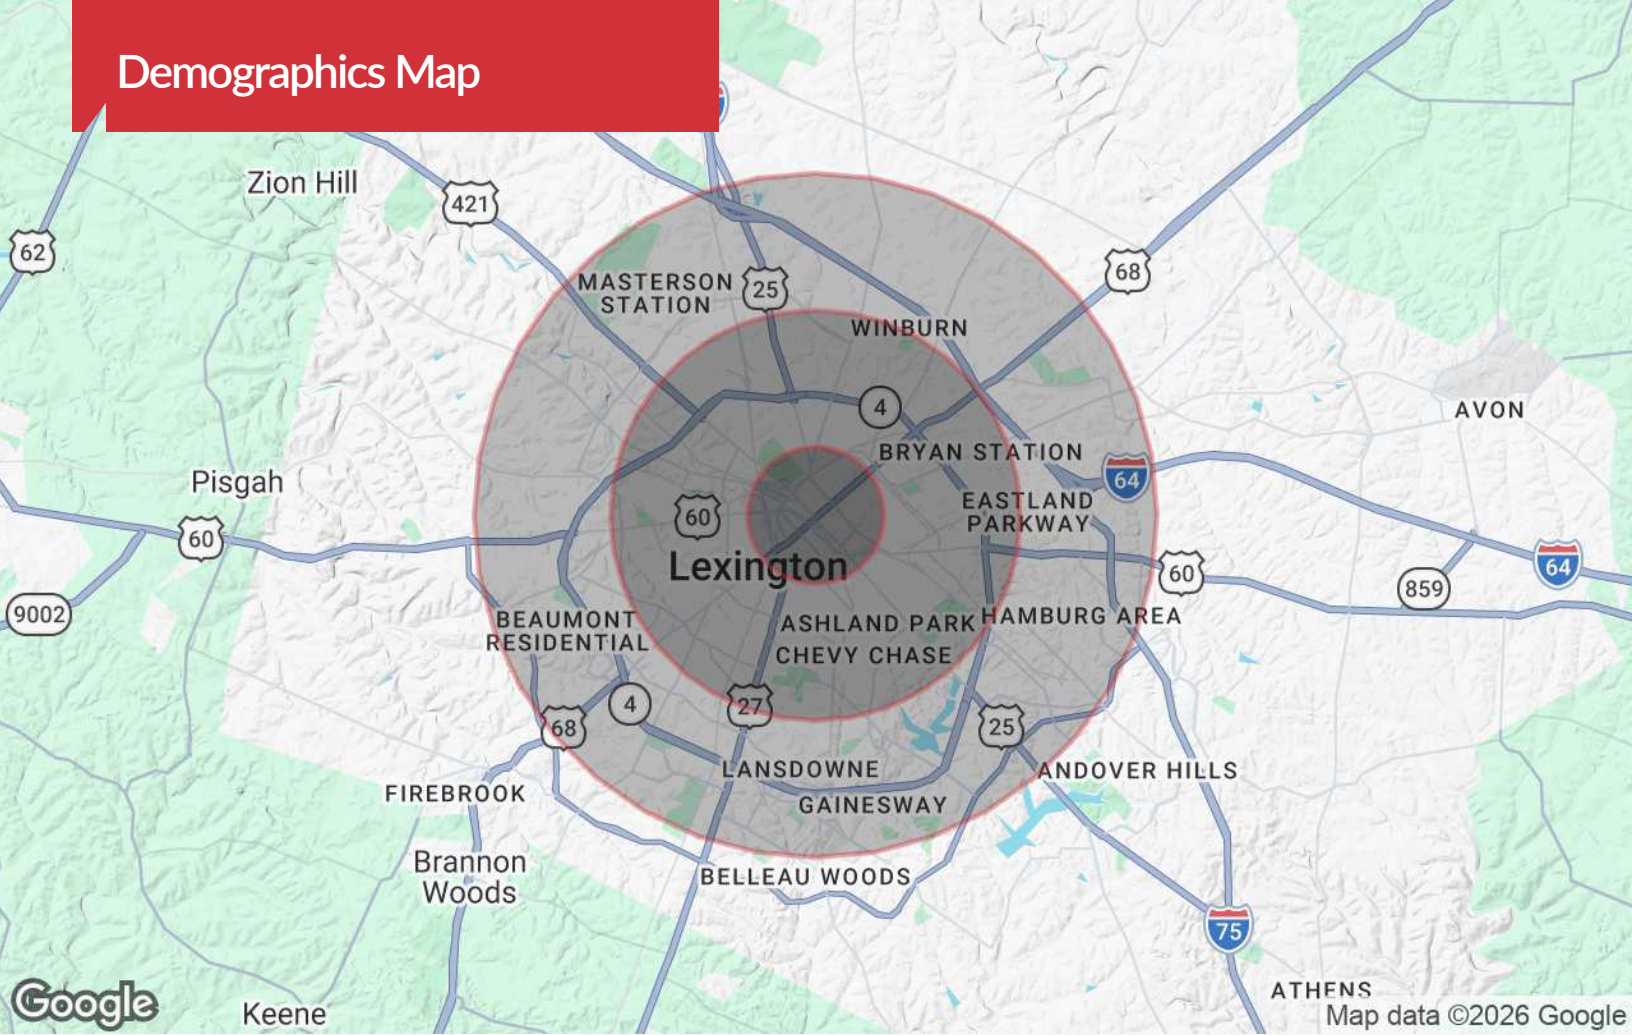 Demographics Map
Zion Hill
421
62
68
MASTERSON
STATION
25
WINBURN
4
AVON
BRYAN STATION
64
Pisgah
EASTLAND
PARKWAY
60
60
Lexington
64
60
859
9002
BEAUMONT
RESIDENTIAL
ASHLAND PARK
HAMBURG AREA
CHEVY CHASE
4
27
68
25
LANSDOWNE
ANDOVER HILLS
FIREBROOK
GAINESWAY
Brannon
Woods
BELLEAU WOODS
75
ATHENS
Google
Keene
Map data ©2026 Google